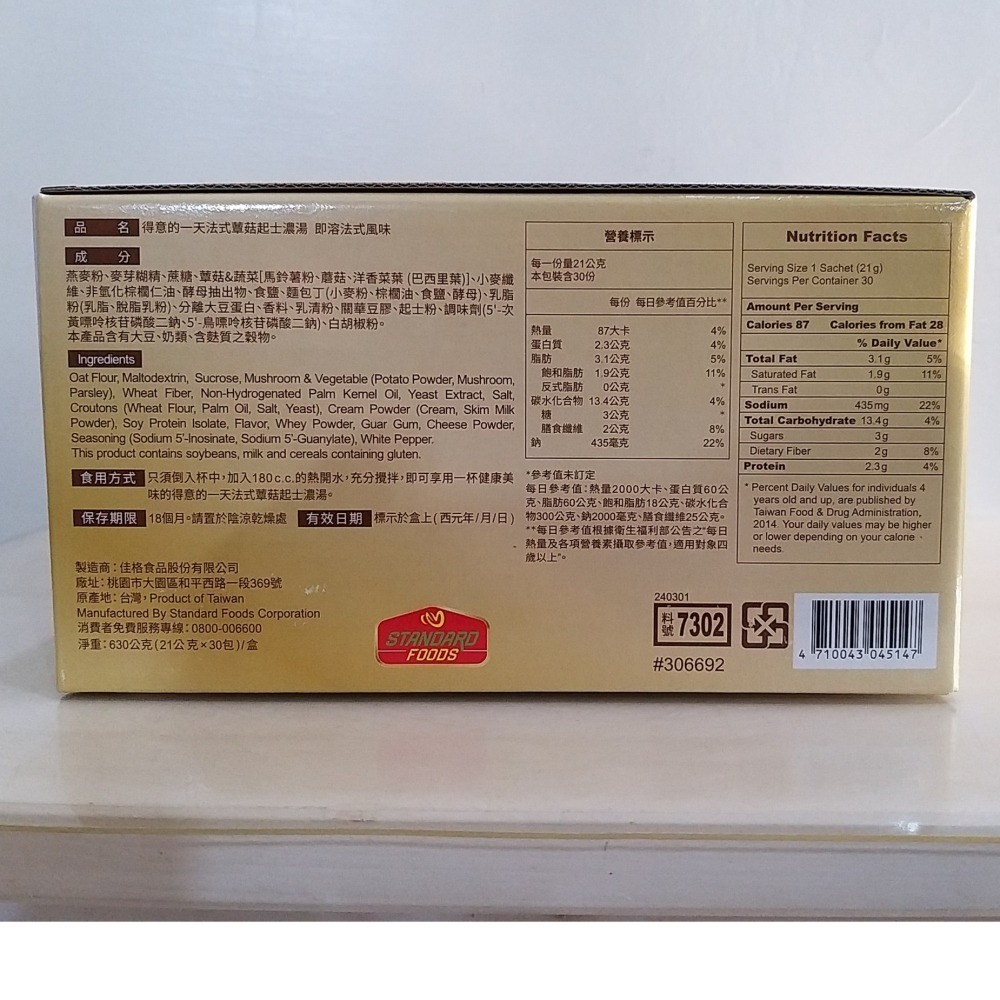 品名 得意的一天法式蕈菇起士濃湯 即溶法式風味
成分
燕麥粉、麥芽糊精、蔗糖、蕈菇&蔬菜[馬鈴薯粉、蘑菇、洋香菜葉 (巴西里葉)]、小麥纖
維、非氫化棕櫚仁油、酵母抽出物、食鹽、麵包丁(小麥粉、棕櫚油、食鹽、酵母)、乳脂
粉(乳脂、脫脂乳粉)、分離大豆蛋白、香料、乳清粉、關華豆膠、起士粉、調味劑(5'-次
黃嘌呤核苷磷酸二鈉、5'-鳥嘌呤核苷磷酸二鈉)、白胡椒粉。
本產品含有大豆、奶類、含麩質之穀物。
Ingredients
Oat Flour, Maltodextrin, Sucrose, Mushroom & Vegetable (Potato Powder, Mushroom,
Parsley), Wheat Fiber, Non-Hydrogenated Palm Kernel Oil, Yeast Extract, Salt,
Croutons (Wheat Flour, Palm Oil, Salt, Yeast), Cream Powder (Cream, Skim Milk
Powder), Soy Protein Isolate, Flavor, Whey Powder, Guar Gum, Cheese Powder,
Seasoning (Sodium 5'-Inosinate, Sodium 5'-Guanylate), White Pepper.
This product contains soybeans, milk and cereals containing gluten.
食用方式 只須倒入杯中,加入180c.c.的熱開水,充分攪拌,即可享用一杯健康美
味的得意的一天法式蕈菇起士濃湯。
保存期限 18個月。請置於陰涼乾燥處 有效日期 標示於盒上(西元年/月/日)
製造商:佳格食品股份有限公司
廠址:桃園市大園區和平西路一段369號
原產地:台灣,Product of Taiwan
Manufactured By Standard Foods Corporation
消費者免費服務專線:0800-006600
淨重:630公克(21公克×30包)/盒
STANDARD
FOODS
營養標示
每一份量21公克
本包裝含30份
每份 每日參考值百分比**
熱量 87大卡 4%
蛋白質 2.3公克 4%
脂肪 3.1公克 5%
飽和脂肪 1.9公克 11%
反式脂肪 0公克 *
碳水化合物 13.4公克 4%
糖 3公克 *
膳食纖維 2公克 8%
鈉 435毫克 22%
*參考值未訂定
每日參考值:熱量2000大卡、蛋白質60公
克、脂肪60公克、飽和脂肪18公克、碳水化合
物300公克、鈉2000毫克、膳食纖維25公克。
**每日參考值根據衛生福利部公告之"每日
熱量及各項營養素攝取參考值,適用對象四
歲以上"。
Nutrition Facts
Serving Size 1 Sachet (21g)
Servings Per Container 30
Amount Per Serving
Calories 87 Calories from Fat 28
% Daily Value*
Total Fat 3.1g 5%
Saturated Fat 1.9g 11%
Trans Fat 0g
Sodium 435mg 22%
Total Carbohydrate 13.4g 4%
Sugars 3g
Dietary Fiber 2g 8%
Protein 2.3g 4%
* Percent Daily Values for individuals 4
years old and up, are published by
Taiwan Food & Drug Administration,
2014. Your daily values may be higher
or lower depending on your calorie
needs.
240301
料號 7302
#306692
4 710043 045147